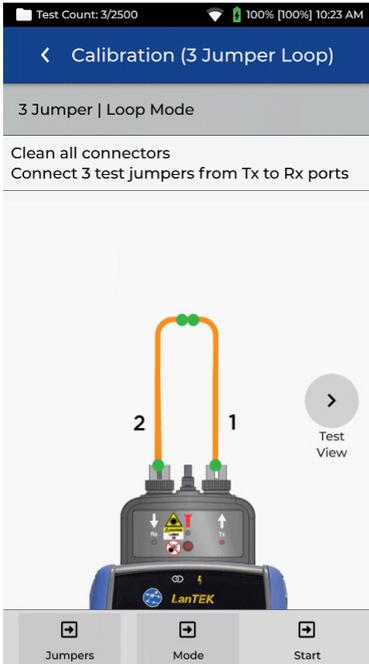 Test Count: 3/2500 100% [100%] 10:23 AM
Calibration (3 Jumper Loop)
3 Jumper | Loop Mode
Clean all connectors
Connect 3 test jumpers from Tx to Rx ports
2 1
Test
View
Rx Tx
LanTEK
Jumpers Mode Start